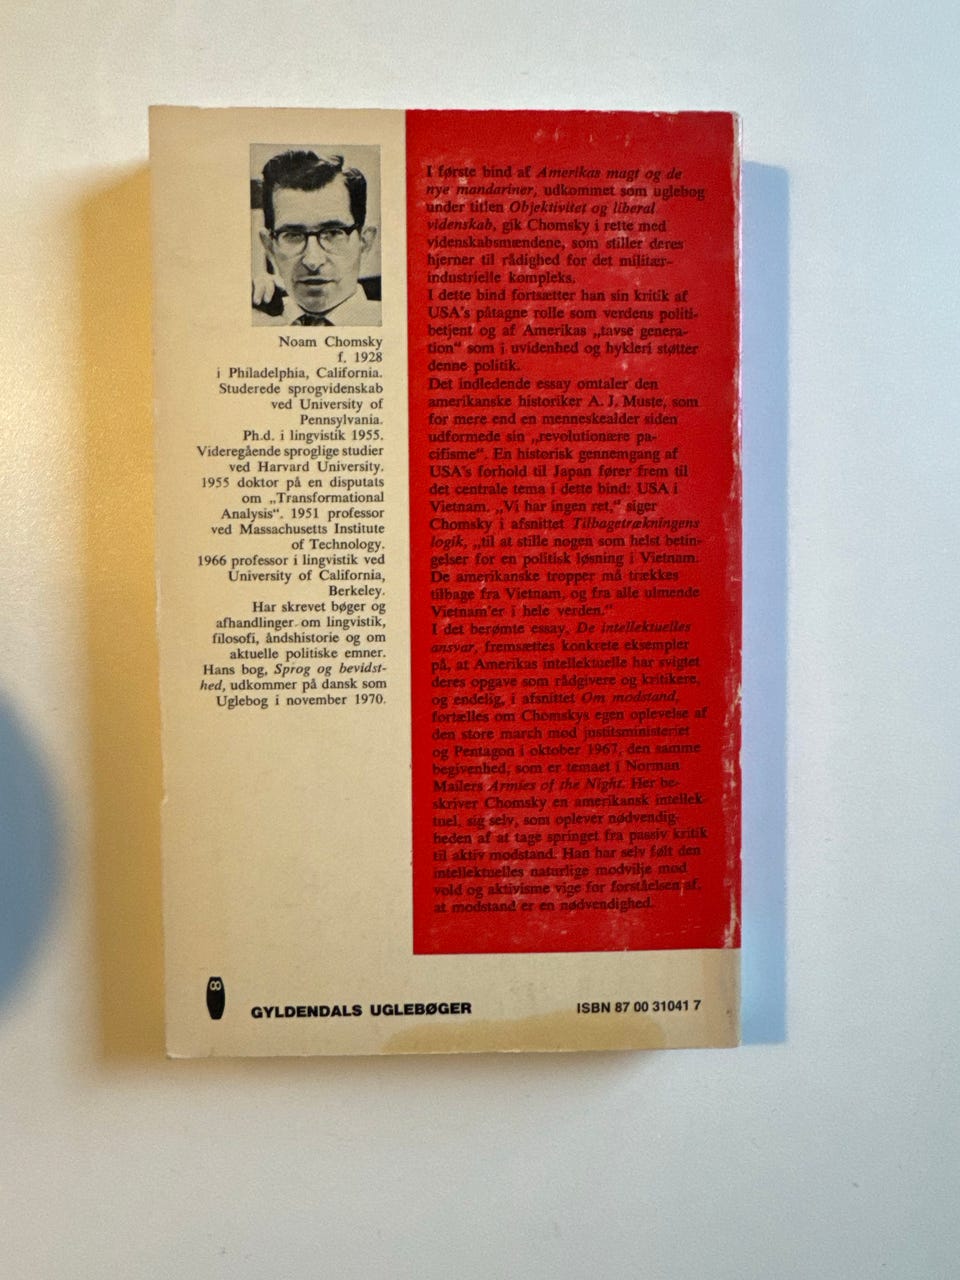 Noam Chomsky
f. 1928
i Philadelphia, California.
Studerede sprogvidenskab
ved University of
Pennsylvania.
Ph.d. i lingvistik 1955.
Videregående sproglige studier
ved Harvard University.
1955 doktor på en disputats
om „Transformational
Analysis“. 1951 professor
ved Massachusetts Institute
of Technology.
1966 professor i lingvistik ved
University of California,
Berkeley.
Har skrevet bøger og
afhandlinger om lingvistik,
filosofi, åndshistorie og om
aktuelle politiske emner.
Hans bog, Sprog og bevidst-
hed, udkommer på dansk som
Uglebog i november 1970.
I første bind af Amerikas magt og de
nye mandariner, udkommet som uglebog
under titlen Objektivitet og liberal
videnskab, gik Chomsky i rette med
videnskabsmændene, som stiller deres
hjerner til rådighed for det militær-
industrielle kompleks.
I dette bind fortsætter han sin kritik af
USA's påtagne rolle som verdens politi-
betjent og af Amerikas „tavse genera-
tion“ som i uvidenhed og hykleri støtter
denne politik.
Det indledende essay omtaler den
amerikanske historiker A. J. Muste, som
for mere end en menneskealder siden
udformede sin „revolutionære pa-
cifisme“. En historisk gennemgang af
USA's forhold til Japan fører frem til
det centrale tema i dette bind: USA i
Vietnam. „Vi har ingen ret,“ siger
Chomsky i afsnittet Tilbagetrækningens
logik, „til at stille nogen som helst betin-
gelser for en politisk løsning i Vietnam.
De amerikanske tropper må trækkes
tilbage fra Vietnam, og fra alle ulmende
Vietnam'er i hele verden.“
I det berømte essay, De intellektuelles
ansvar, fremsættes konkrete eksempler
på, at Amerikas intellektuelle har svigtet
deres opgave som rådgivere og kritikere,
og endelig, i afsnittet Om modstand,
fortælles om Chomskys egen oplevelse af
den store march mod justitsministeriet
og Pentagon i oktober 1967, den samme
begivenhed, som er temaet i Norman
Mailers Armies of the Night. Her be-
skriver Chomsky en amerikansk intellek-
tuel, sig selv, som oplever nødvendig-
heden af at tage springet fra passiv kritik
til aktiv modstand. Han har selv følt den
intellektuelles naturlige modvilje mod
vold og aktivisme vige for forståelsen af,
at modstand er en nødvendighed.
GYLDENDALS UGLEBØGER
ISBN 87 00 31041 7